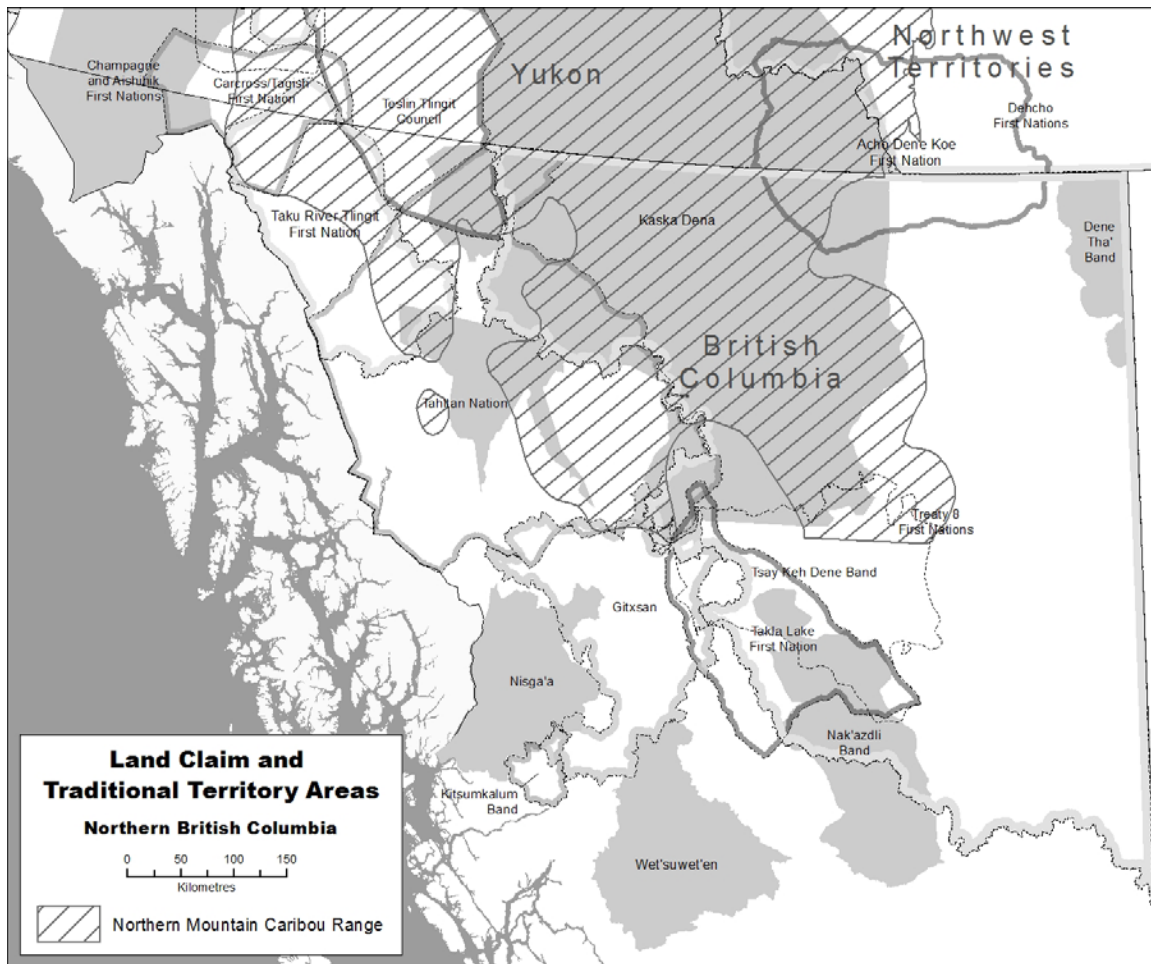 Northwest
Territories
Yukon
Champagne
and Aishihik
First Nations
Carcross/Tagish
First Nation
Teslin Tlingit
Council
Dehcho
First Nations
Acho Dene Koe
First Nation
Taku River Tlingit
First Nation
Kaska Dena
Dene
Tha'
Band
British
Columbia
Tahltan Nation
Treaty 8
First Nations
Tsay Keh Dene Band
Gitxsan
Takla Lake
First Nation
Nisga'a
Nak'azdli
Band
Kitsumkalum
Band
Wet'suwet'en
Land Claim and
Traditional Territory Areas
Northern British Columbia
0 50 100 150
Kilometres
Northern Mountain Caribou Range